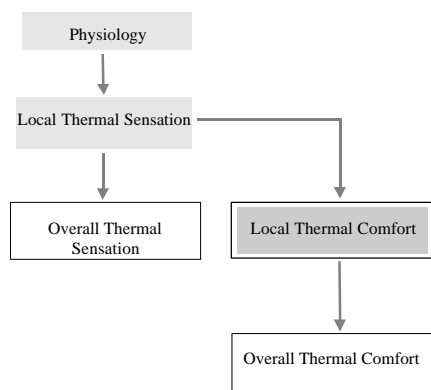 Physiology
Local Thermal Sensation
Overall Thermal
Sensation
Local Thermal Comfort
Overall Thermal Comfort